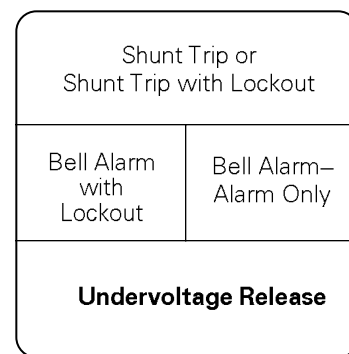 Shunt Trip or
Shunt Trip with Lockout
Bell Alarm
with
Lockout
Bell Alarm–
Alarm Only
Undervoltage Release